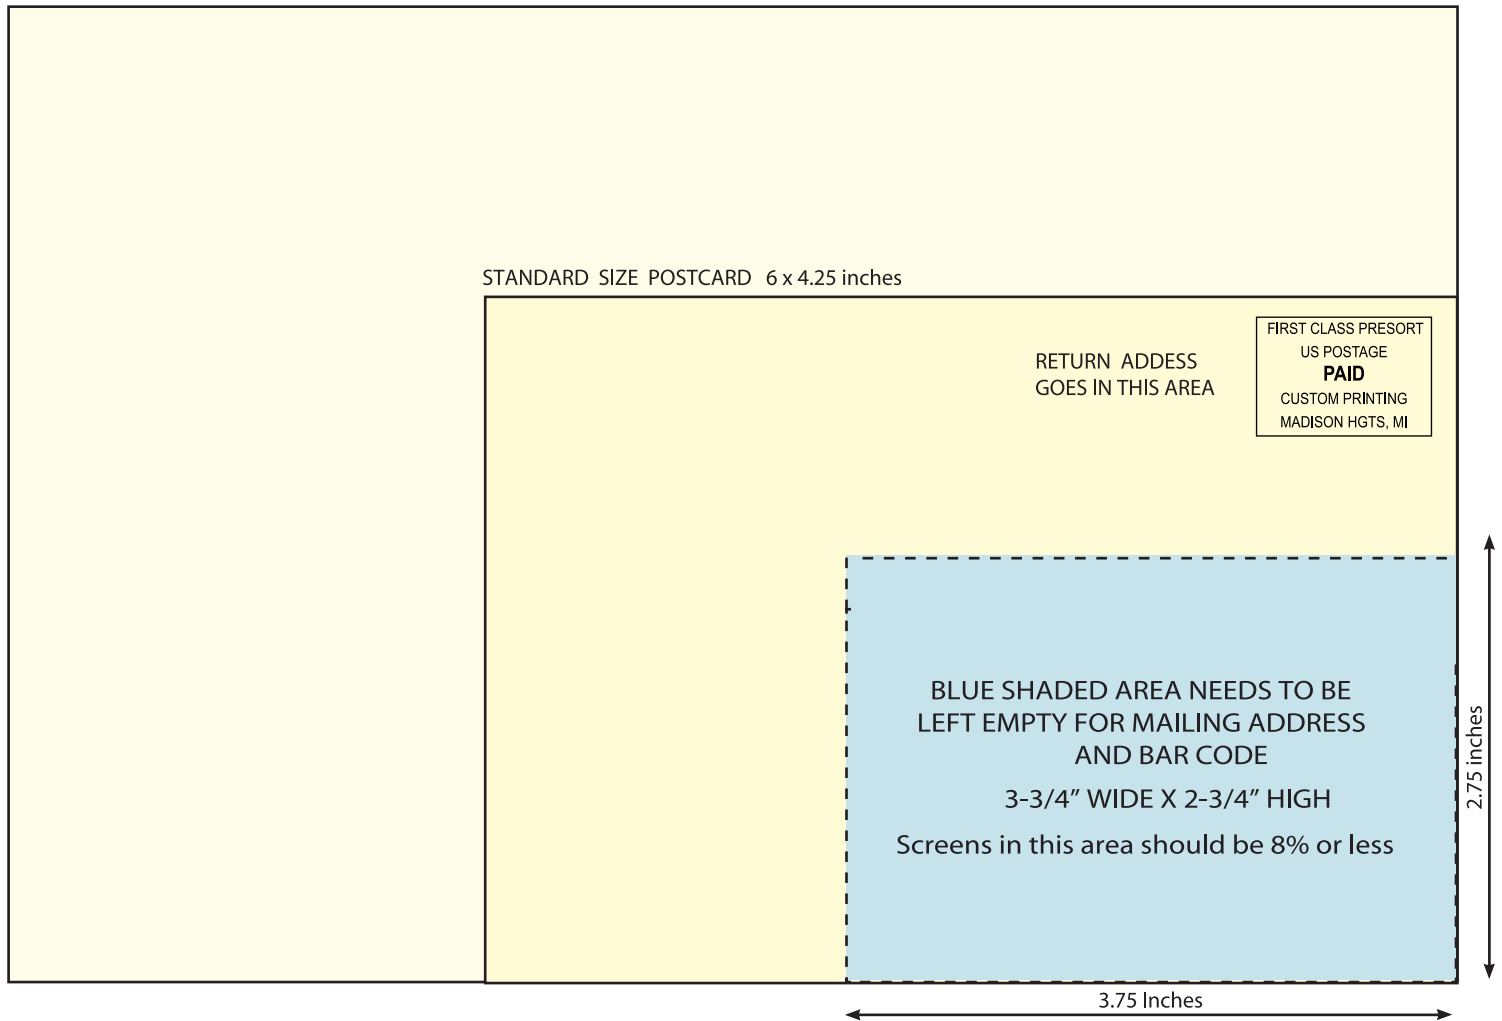 STANDARD SIZE POSTCARD 6 x 4.25 inches
RETURN ADDESS
GOES IN THIS AREA
FIRST CLASS PRESORT
US POSTAGE
PAID
CUSTOM PRINTING
MADISON HGTS, MI
BLUE SHADED AREA NEEDS TO BE
LEFT EMPTY FOR MAILING ADDRESS
AND BAR CODE
3-3/4” WIDE X 2-3/4” HIGH
Screens in this area should be 8% or less
2.75 inches
3.75 Inches